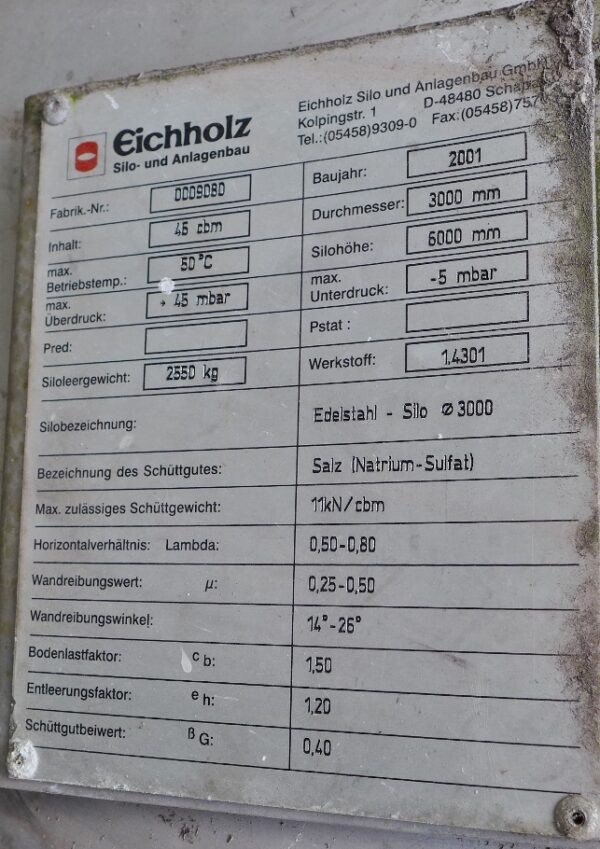 Eichholz
Silo- und Anlagenbau
Eichholz Silo und Anlagenbau GmbH
Kolpingstr. 1 D-48480
Tel.:(05458)9309-0 Fax:(05458)
Fabrik.-Nr.: 0009080
Baujahr: 2001
Inhalt: 45 cbm
Durchmesser: 3000 mm
max. Betriebstemp.: 50°C
Silohöhe: 6000 mm
max. Überdruck: + 45 mbar
max. Unterdruck: -5 mbar
Pred:
Pstat :
Siloleergewicht: 2550 kg
Werkstoff: 1.4301
Silobezeichnung: Edelstahl - Silo ø 3000
Bezeichnung des Schüttgutes: Salz (Natrium-Sulfat)
Max. zulässiges Schüttgewicht: 11kN/cbm
Horizontalverhältnis: Lambda: 0,50-0,80
Wandreibungswert: µ: 0,25-0,50
Wandreibungswinkel: 14°-26°
Bodenlastfaktor: c b: 1,50
Entleerungsfaktor: e h: 1,20
Schüttgutbeiwert: ß G: 0,40